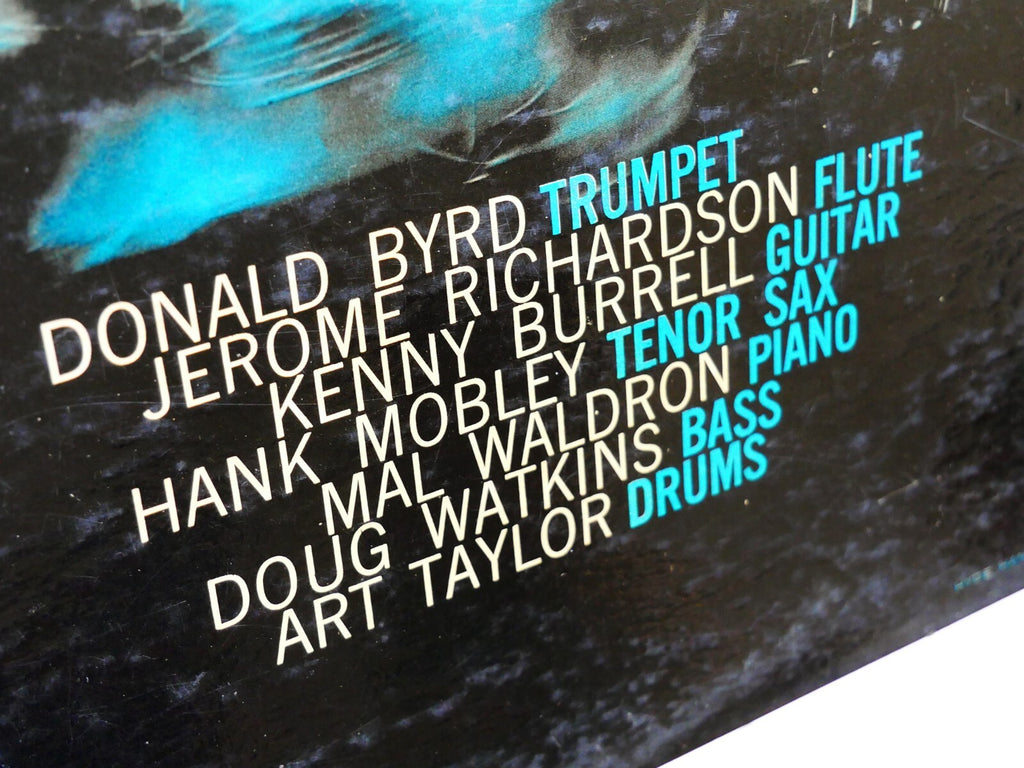 DONALD BYRD TRUMPET
JEROME RICHARDSON FLUTE
KENNY BURRELL GUITAR
HANK MOBLEY TENOR SAX
MAL WALDRON PIANO
DOUG WATKINS BASS
ART TAYLOR DRUMS